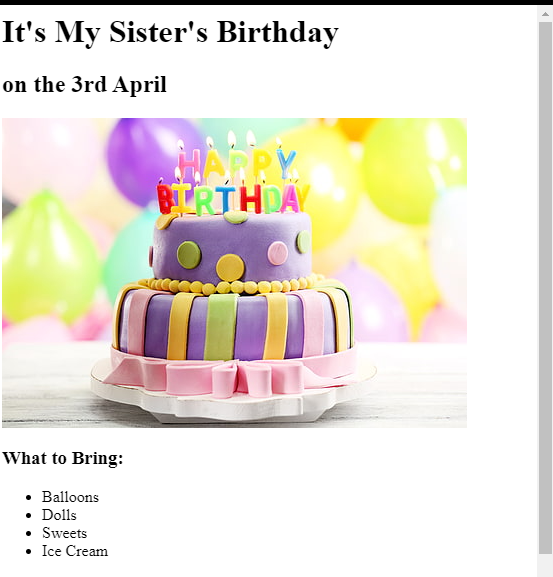 It's My Sister's Birthday
on the 3rd April
HAPPY
BIRTHDAY
What to Bring:
Balloons
Dolls
Sweets
Ice Cream